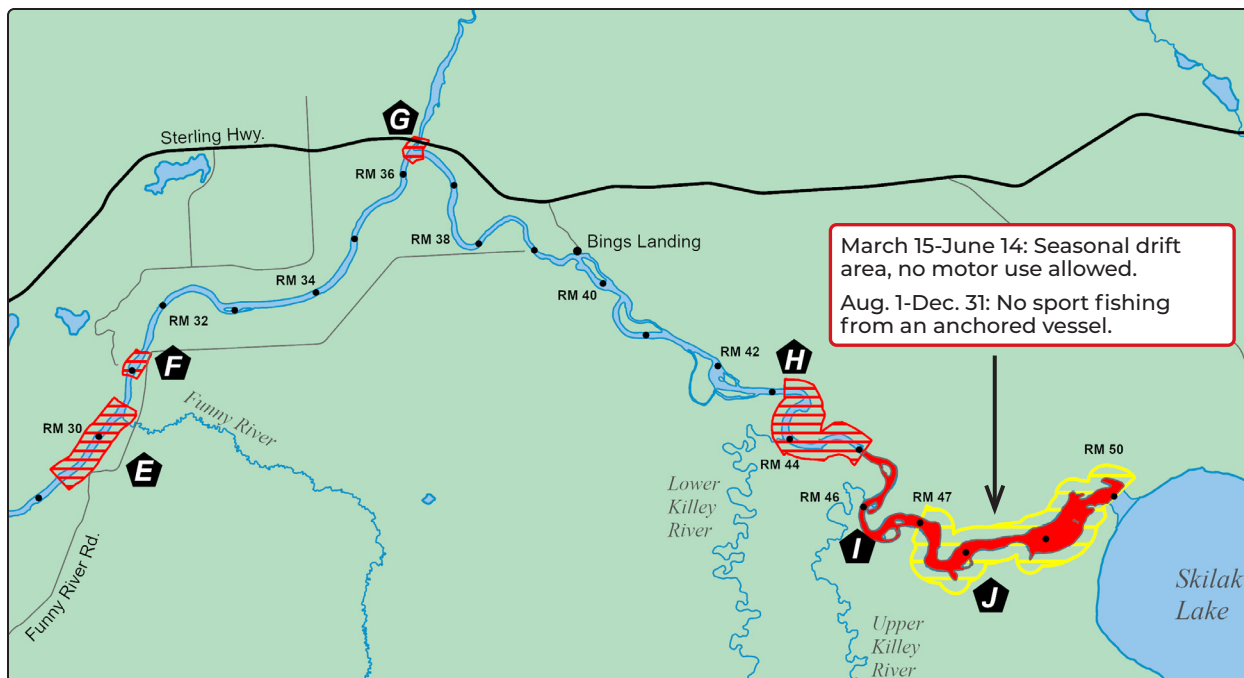 G
Sterling Hwy.
RM 36
RM 38
Bings Landing
March 15-June 14: Seasonal drift
area, no motor use allowed.
Aug. 1-Dec. 31: No sport fishing
from an anchored vessel.
RM 34
RM 40
RM 32
RM 42
H
F
Funny River
RM 30
E
RM 44
RM 50
Lower
Killey
River
RM 46
RM 47
I
J
Skilak
Lake
Funny River Rd.
Upper
Killey
River